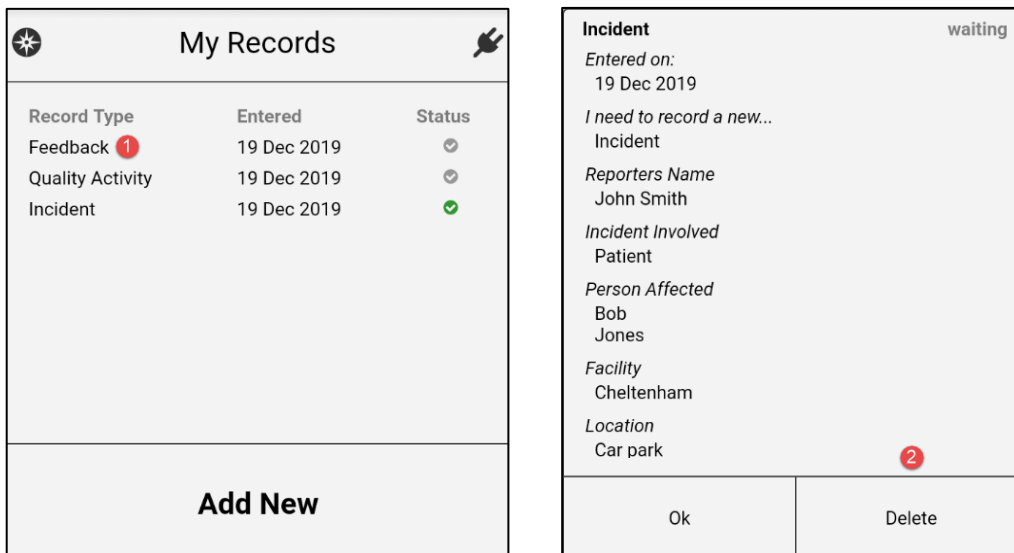 My Records
Record Type Entered Status
Feedback 1 19 Dec 2019
Quality Activity 19 Dec 2019
Incident 19 Dec 2019
Add New
Incident waiting
Entered on:
19 Dec 2019
I need to record a new...
Incident
Reporters Name
John Smith
Incident Involved
Patient
Person Affected
Bob
Jones
Facility
Cheltenham
Location
Car park
2
Ok Delete